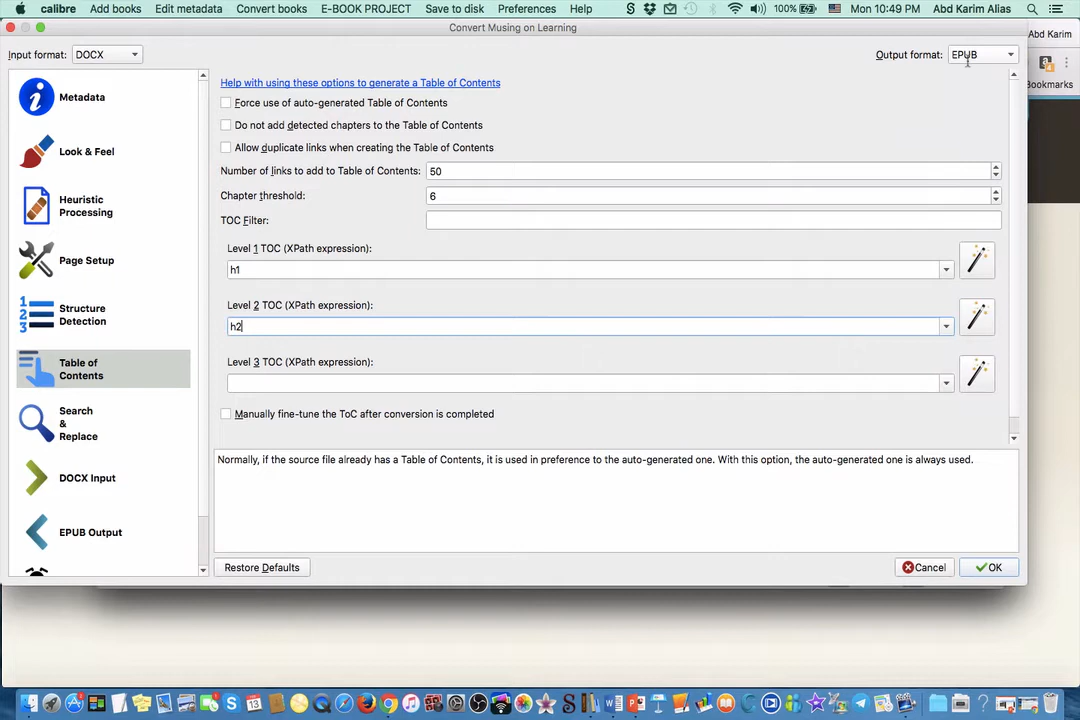 calibre Add books Edit metadata Convert books E-BOOK PROJECT Save to disk Preferences Help 100% Mon 10:49 PM Abd Karim Alias
Convert Musing on Learning
Abd Karim
Input format: DOCX
Output format: EPUB
Bookmarks
Metadata
Look & Feel
Heuristic
Processing
Page Setup
Structure
Detection
Table of
Contents
Search
&
Replace
DOCX Input
EPUB Output
Help with using these options to generate a Table of Contents
Force use of auto-generated Table of Contents
Do not add detected chapters to the Table of Contents
Allow duplicate links when creating the Table of Contents
Number of links to add to Table of Contents: 50
Chapter threshold: 6
TOC Filter:
Level 1 TOC (XPath expression):
h1
Level 2 TOC (XPath expression):
h2
Level 3 TOC (XPath expression):
Manually fine-tune the ToC after conversion is completed
Normally, if the source file already has a Table of Contents, it is used in preference to the auto-generated one. With this option, the auto-generated one is always used.
Restore Defaults
Cancel
OK